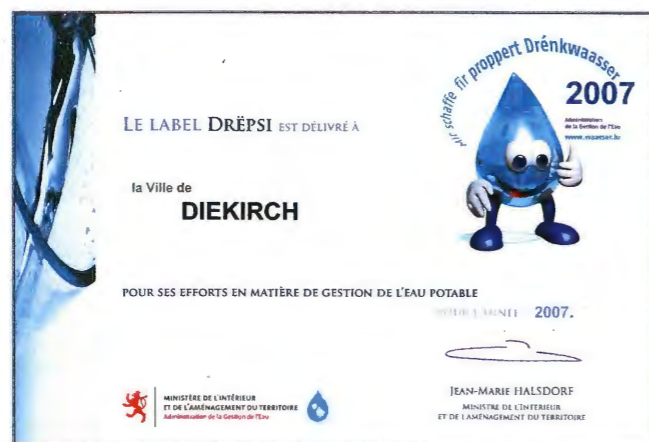 Mir schaffe fir proppert Drénkwaasser
2007
Administration
de la Gestion de l'Eau
www.waasser.lu
LE LABEL DRËPSI EST DÉLIVRÉ À
la Ville de
DIEKIRCH
POUR SES EFFORTS EN MATIÈRE DE GESTION DE L'EAU POTABLE
POUR L'ANNÉE 2007.
JEAN-MARIE HALSDORF
MINISTRE DE L'INTÉRIEUR
ET DE L'AMÉNAGEMENT DU TERRITOIRE
MINISTÈRE DE L'INTÉRIEUR
ET DE L'AMÉNAGEMENT DU TERRITOIRE
Administration de la Gestion de l'Eau